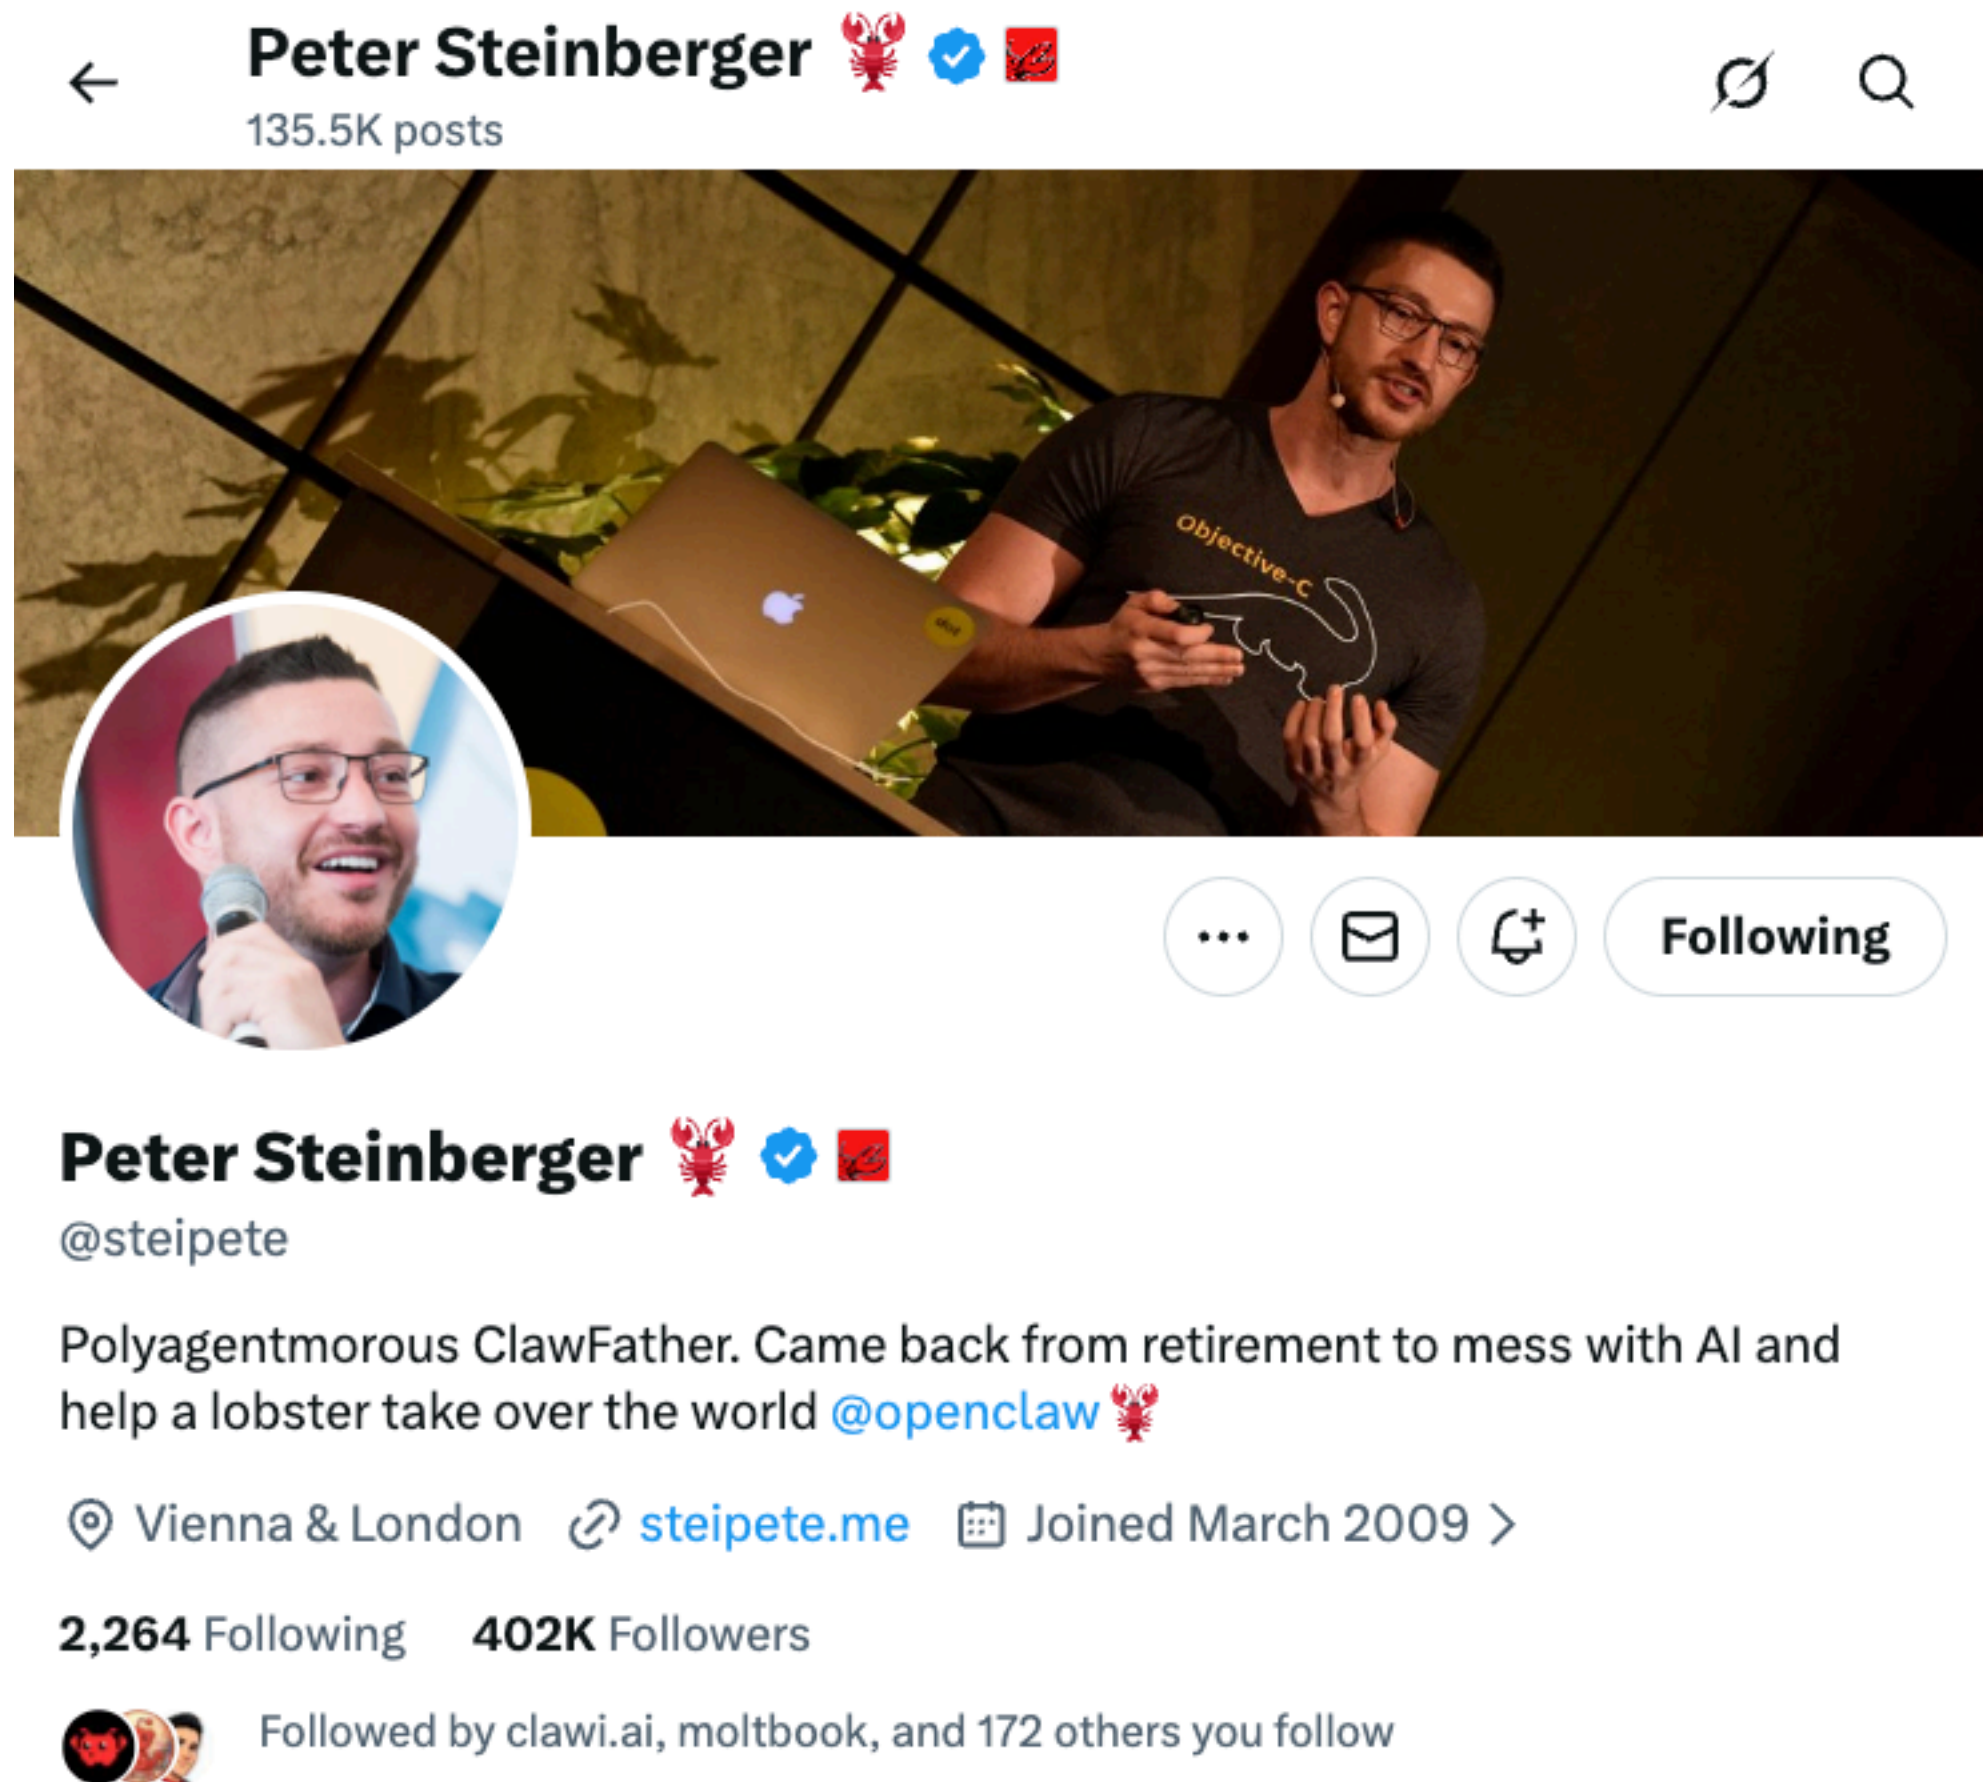 Peter Steinberger 🦞
135.5K posts
Objective-C
Following
Peter Steinberger 🦞
@steipete
Polyagentmorous ClawFather. Came back from retirement to mess with AI and
help a lobster take over the world @openclaw🦞
Vienna & London steipete.me Joined March 2009
2,264 Following 402K Followers
Followed by clawi.ai, moltbook, and 172 others you follow